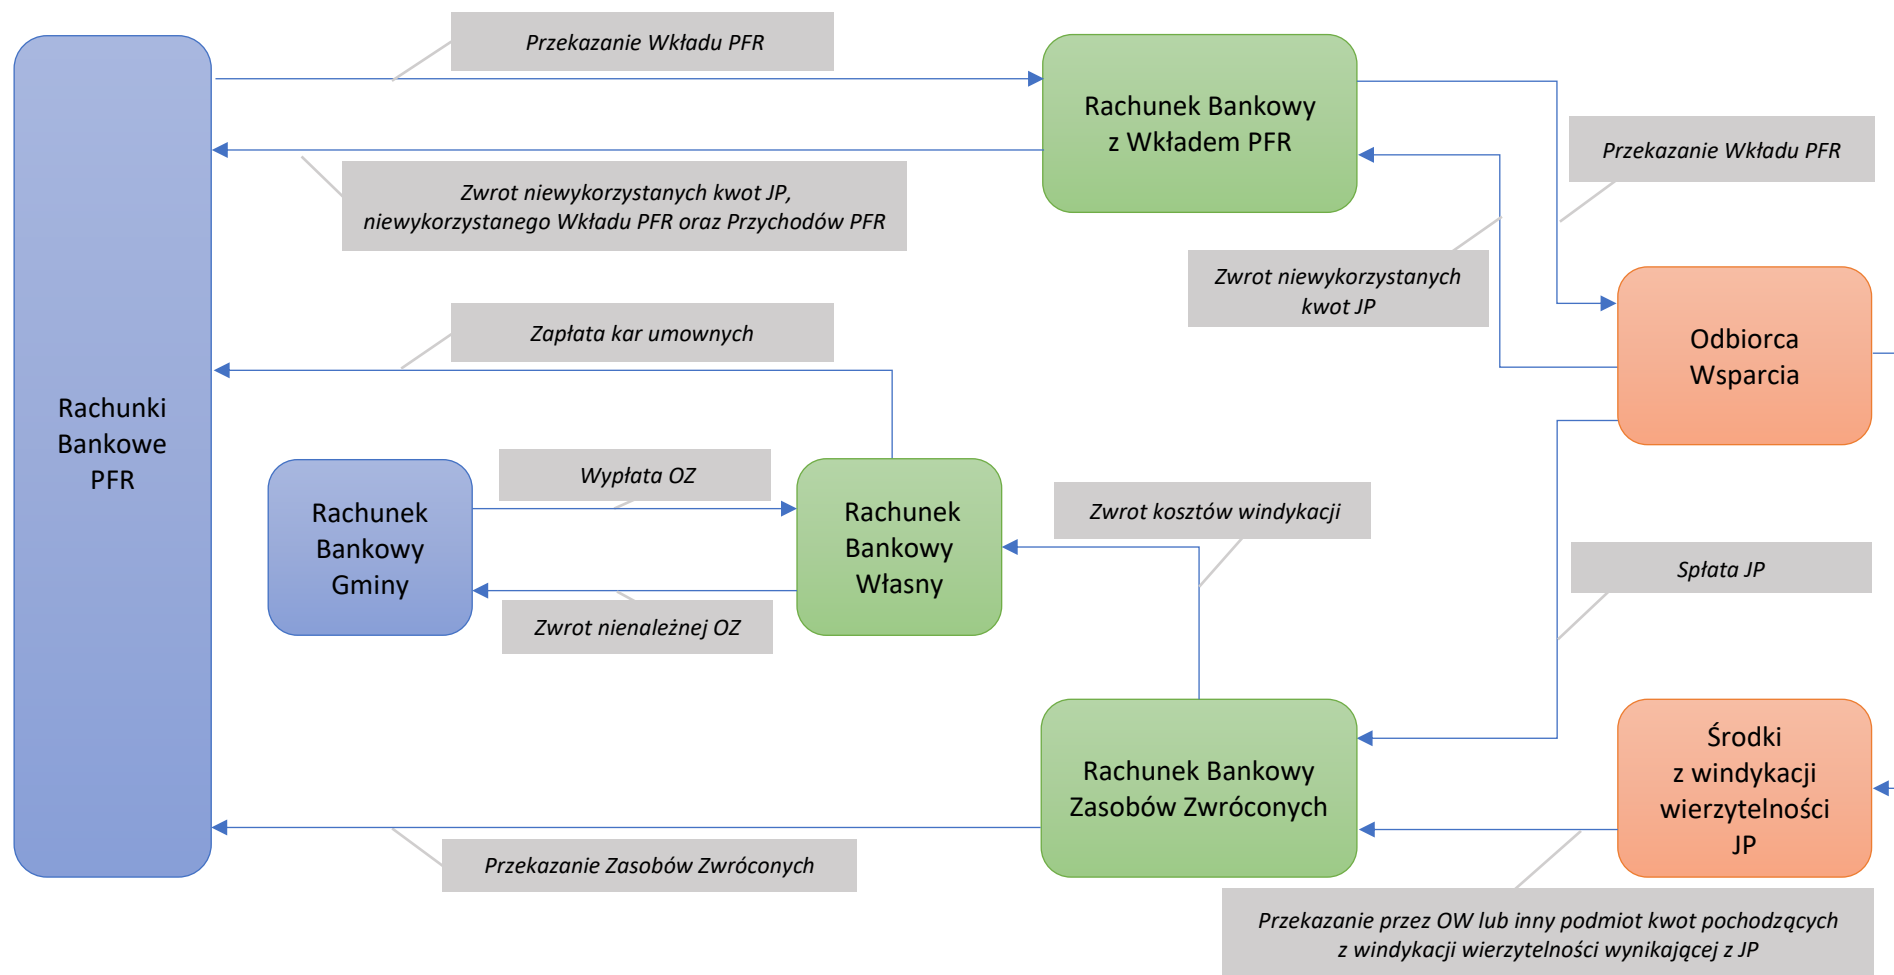 Przekazanie Wkładu PFR
Rachunek Bankowy
z Wkładem PFR
Przekazanie Wkładu PFR
Zwrot niewykorzystanych kwot JP,
niewykorzystanego Wkładu PFR oraz Przychodów PFR
Zwrot niewykorzystanych
kwot JP
Zapłata kar umownych
Odbiorca
Wsparcia
Rachunki
Bankowe
PFR
Wypłata OZ
Rachunek
Bankowy
Gminy
Rachunek
Bankowy
Własny
Zwrot kosztów windykacji
Spłata JP
Zwrot nienależnej OZ
Rachunek Bankowy
Zasobów Zwróconych
Środki
z windykacji
wierzytelności
JP
Przekazanie Zasobów Zwróconych
Przekazanie przez OW lub inny podmiot kwot pochodzących
z windykacji wierzytelności wynikającej z JP